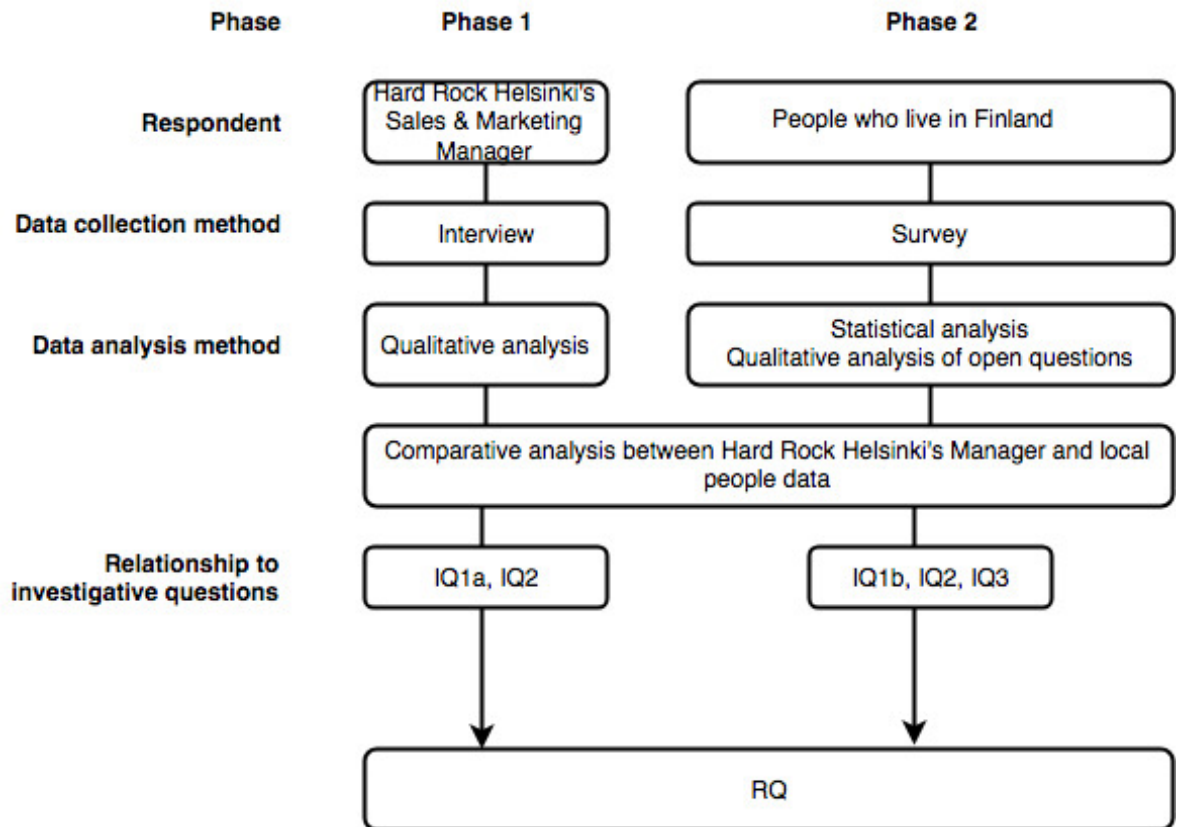 Phase
Phase 1
Phase 2
Respondent
Hard Rock Helsinki's
Sales & Marketing
Manager
People who live in Finland
Data collection method
Interview
Survey
Data analysis method
Qualitative analysis
Statistical analysis
Qualitative analysis of open questions
Comparative analysis between Hard Rock Helsinki's Manager and local
people data
Relationship to
investigative questions
IQ1a, IQ2
IQ1b, IQ2, IQ3
RQ